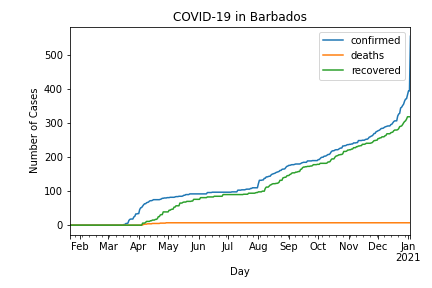 COVID-19 in Barbados
confirmed
deaths
recovered
Number of Cases
500
400
300
200
100
0
Feb Mar Apr May Jun Jul Aug Sep Oct Nov Dec Jan
2021
Day